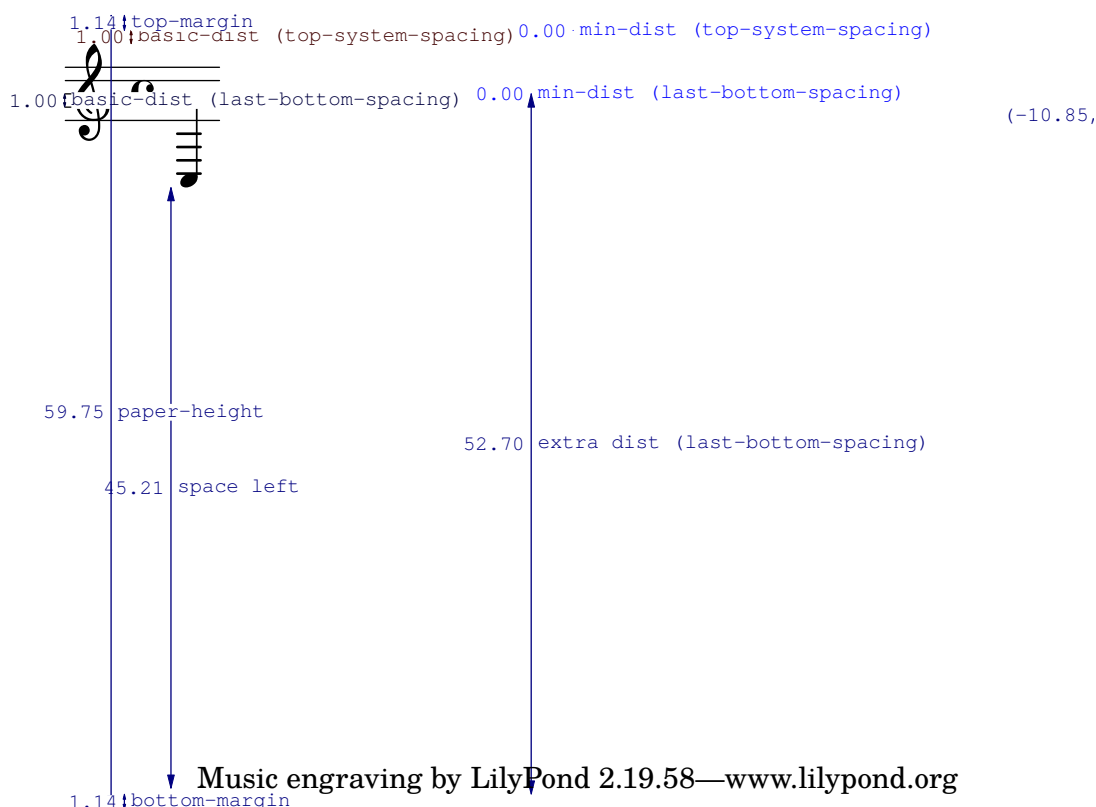 1.14 top-margin
1.00 basic-dist (top-system-spacing) 0.00 min-dist (top-system-spacing)
1.00 basic-dist (last-bottom-spacing) 0.00 min-dist (last-bottom-spacing)
(-10.85,
59.75 paper-height
52.70 extra dist (last-bottom-spacing)
45.21 space left
Music engraving by LilyPond 2.19.58—www.lilypond.org
1.14 bottom-margin